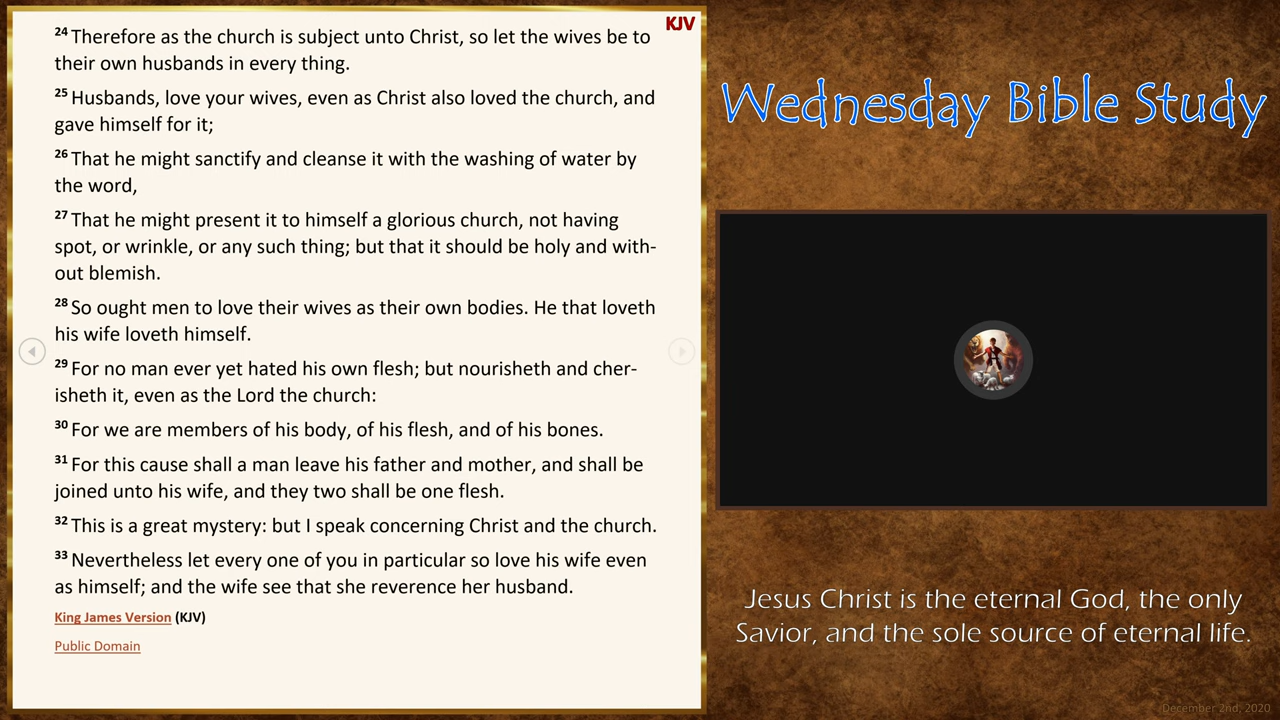 KJV
24 Therefore as the church is subject unto Christ, so let the wives be to
their own husbands in every thing.
25 Husbands, love your wives, even as Christ also loved the church, and
gave himself for it;
26 That he might sanctify and cleanse it with the washing of water by
the word,
27 That he might present it to himself a glorious church, not having
spot, or wrinkle, or any such thing; but that it should be holy and with-
out blemish.
28 So ought men to love their wives as their own bodies. He that loveth
his wife loveth himself.
29 For no man ever yet hated his own flesh; but nourisheth and cher-
isheth it, even as the Lord the church:
30 For we are members of his body, of his flesh, and of his bones.
31 For this cause shall a man leave his father and mother, and shall be
joined unto his wife, and they two shall be one flesh.
32 This is a great mystery: but I speak concerning Christ and the church.
33 Nevertheless let every one of you in particular so love his wife even
as himself; and the wife see that she reverence her husband.
King James Version (KJV)
Public Domain
Wednesday Bible Study
Jesus Christ is the eternal God, the only
Savior, and the sole source of eternal life.
December 2nd, 2020